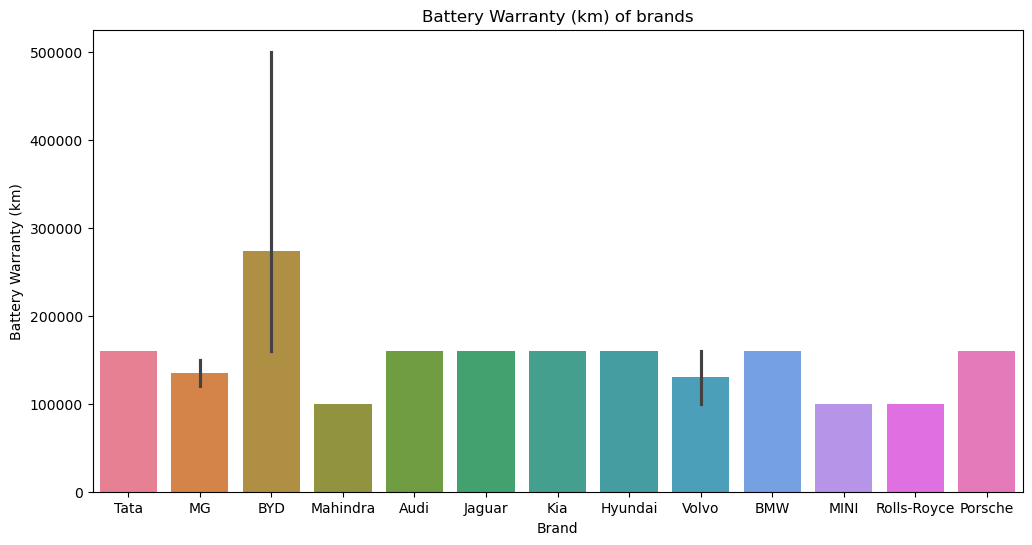 Battery Warranty (km) of brands
Battery Warranty (km)
500000
400000
300000
200000
100000
0
Tata MG BYD Mahindra Audi Jaguar Kia Hyundai Volvo BMW MINI Rolls-Royce Porsche
Brand